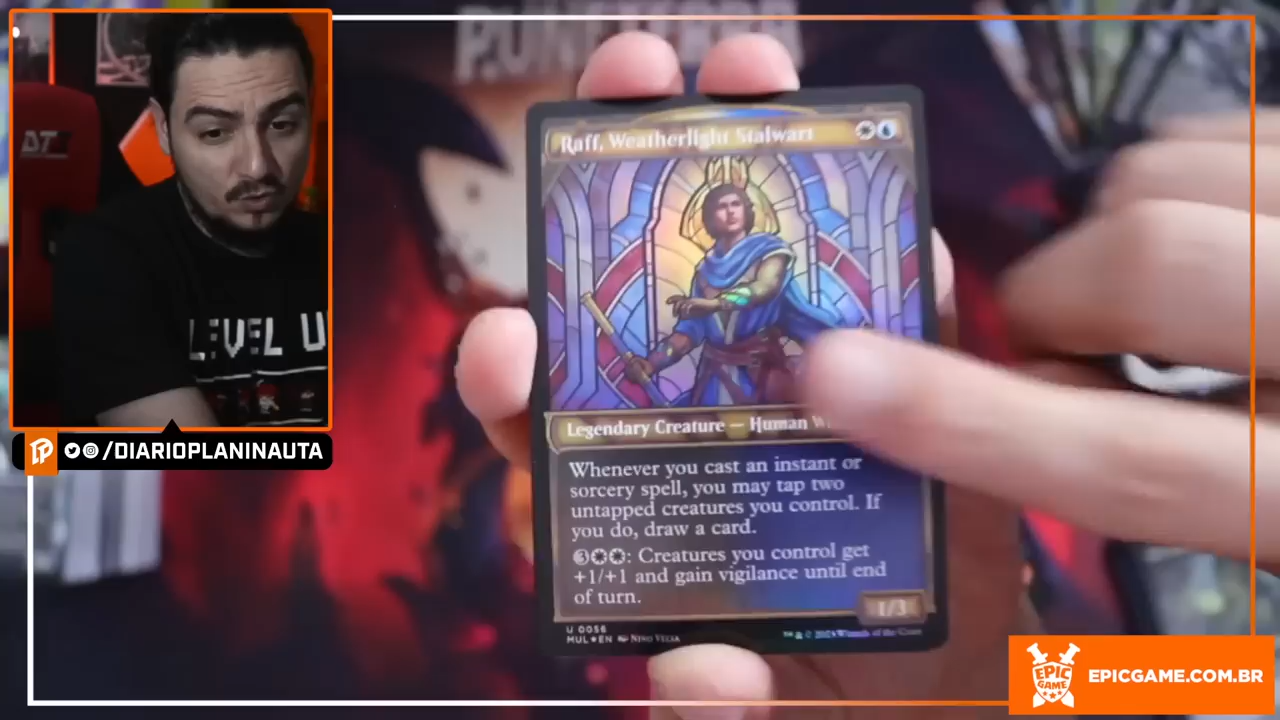 RUNETERRA
DT
LEVEL U
/DIARIOPLANINAUTA
Raff, Weatherlight Stalwart
Legendary Creature — Human W
Whenever you cast an instant or
sorcery spell, you may tap two
untapped creatures you control. If
you do, draw a card.
3: Creatures you control get
+1/+1 and gain vigilance until end
of turn.
1/3
U 0056
MUL★EN
EPIC
GAME
EPICGAME.COM.BR